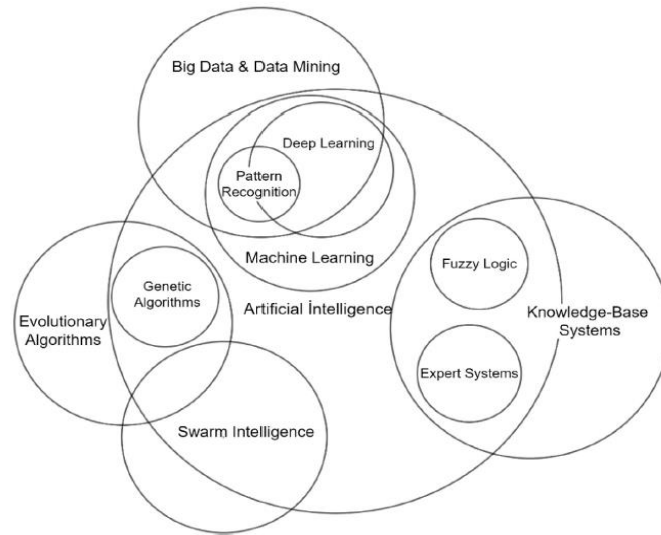 Big Data & Data Mining
Deep Learning
Pattern
Recognition
Machine Learning
Fuzzy Logic
Genetic
Algorithms
Artificial İntelligence
Knowledge-Base
Systems
Evolutionary
Algorithms
Expert Systems
Swarm Intelligence